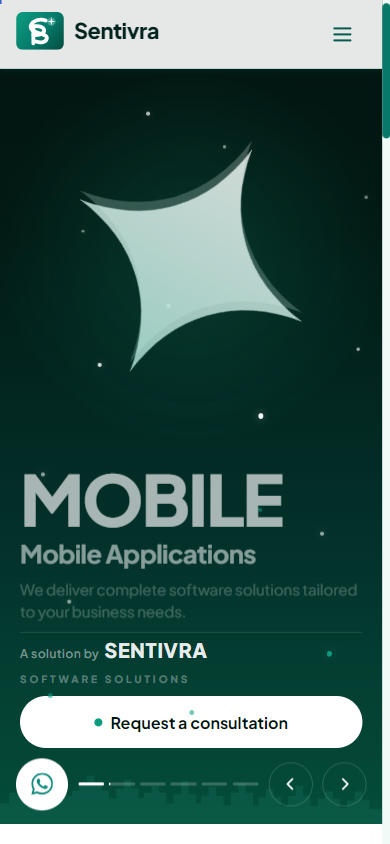 Sentivra
MOBILE
Mobile Applications
We deliver complete software solutions tailored
to your business needs.
A solution by SENTIVRA
SOFTWARE SOLUTIONS
Request a consultation